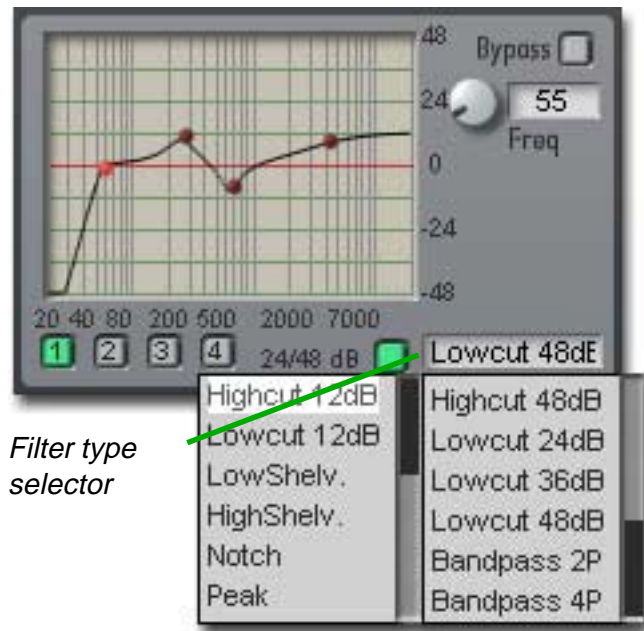 48
Bypass
24
55
Freq
0
-24
-48
20 40 80 200 500 2000 7000
1 2 3 4 24/48 dB Lowcut 48dE
Filter type
selector
Highcut 12dB
Lowcut 12dB
LowShelv.
HighShelv.
Notch
Peak
Highcut 48dB
Lowcut 24dB
Lowcut 36dB
Lowcut 48dB
Bandpass 2P
Bandpass 4P